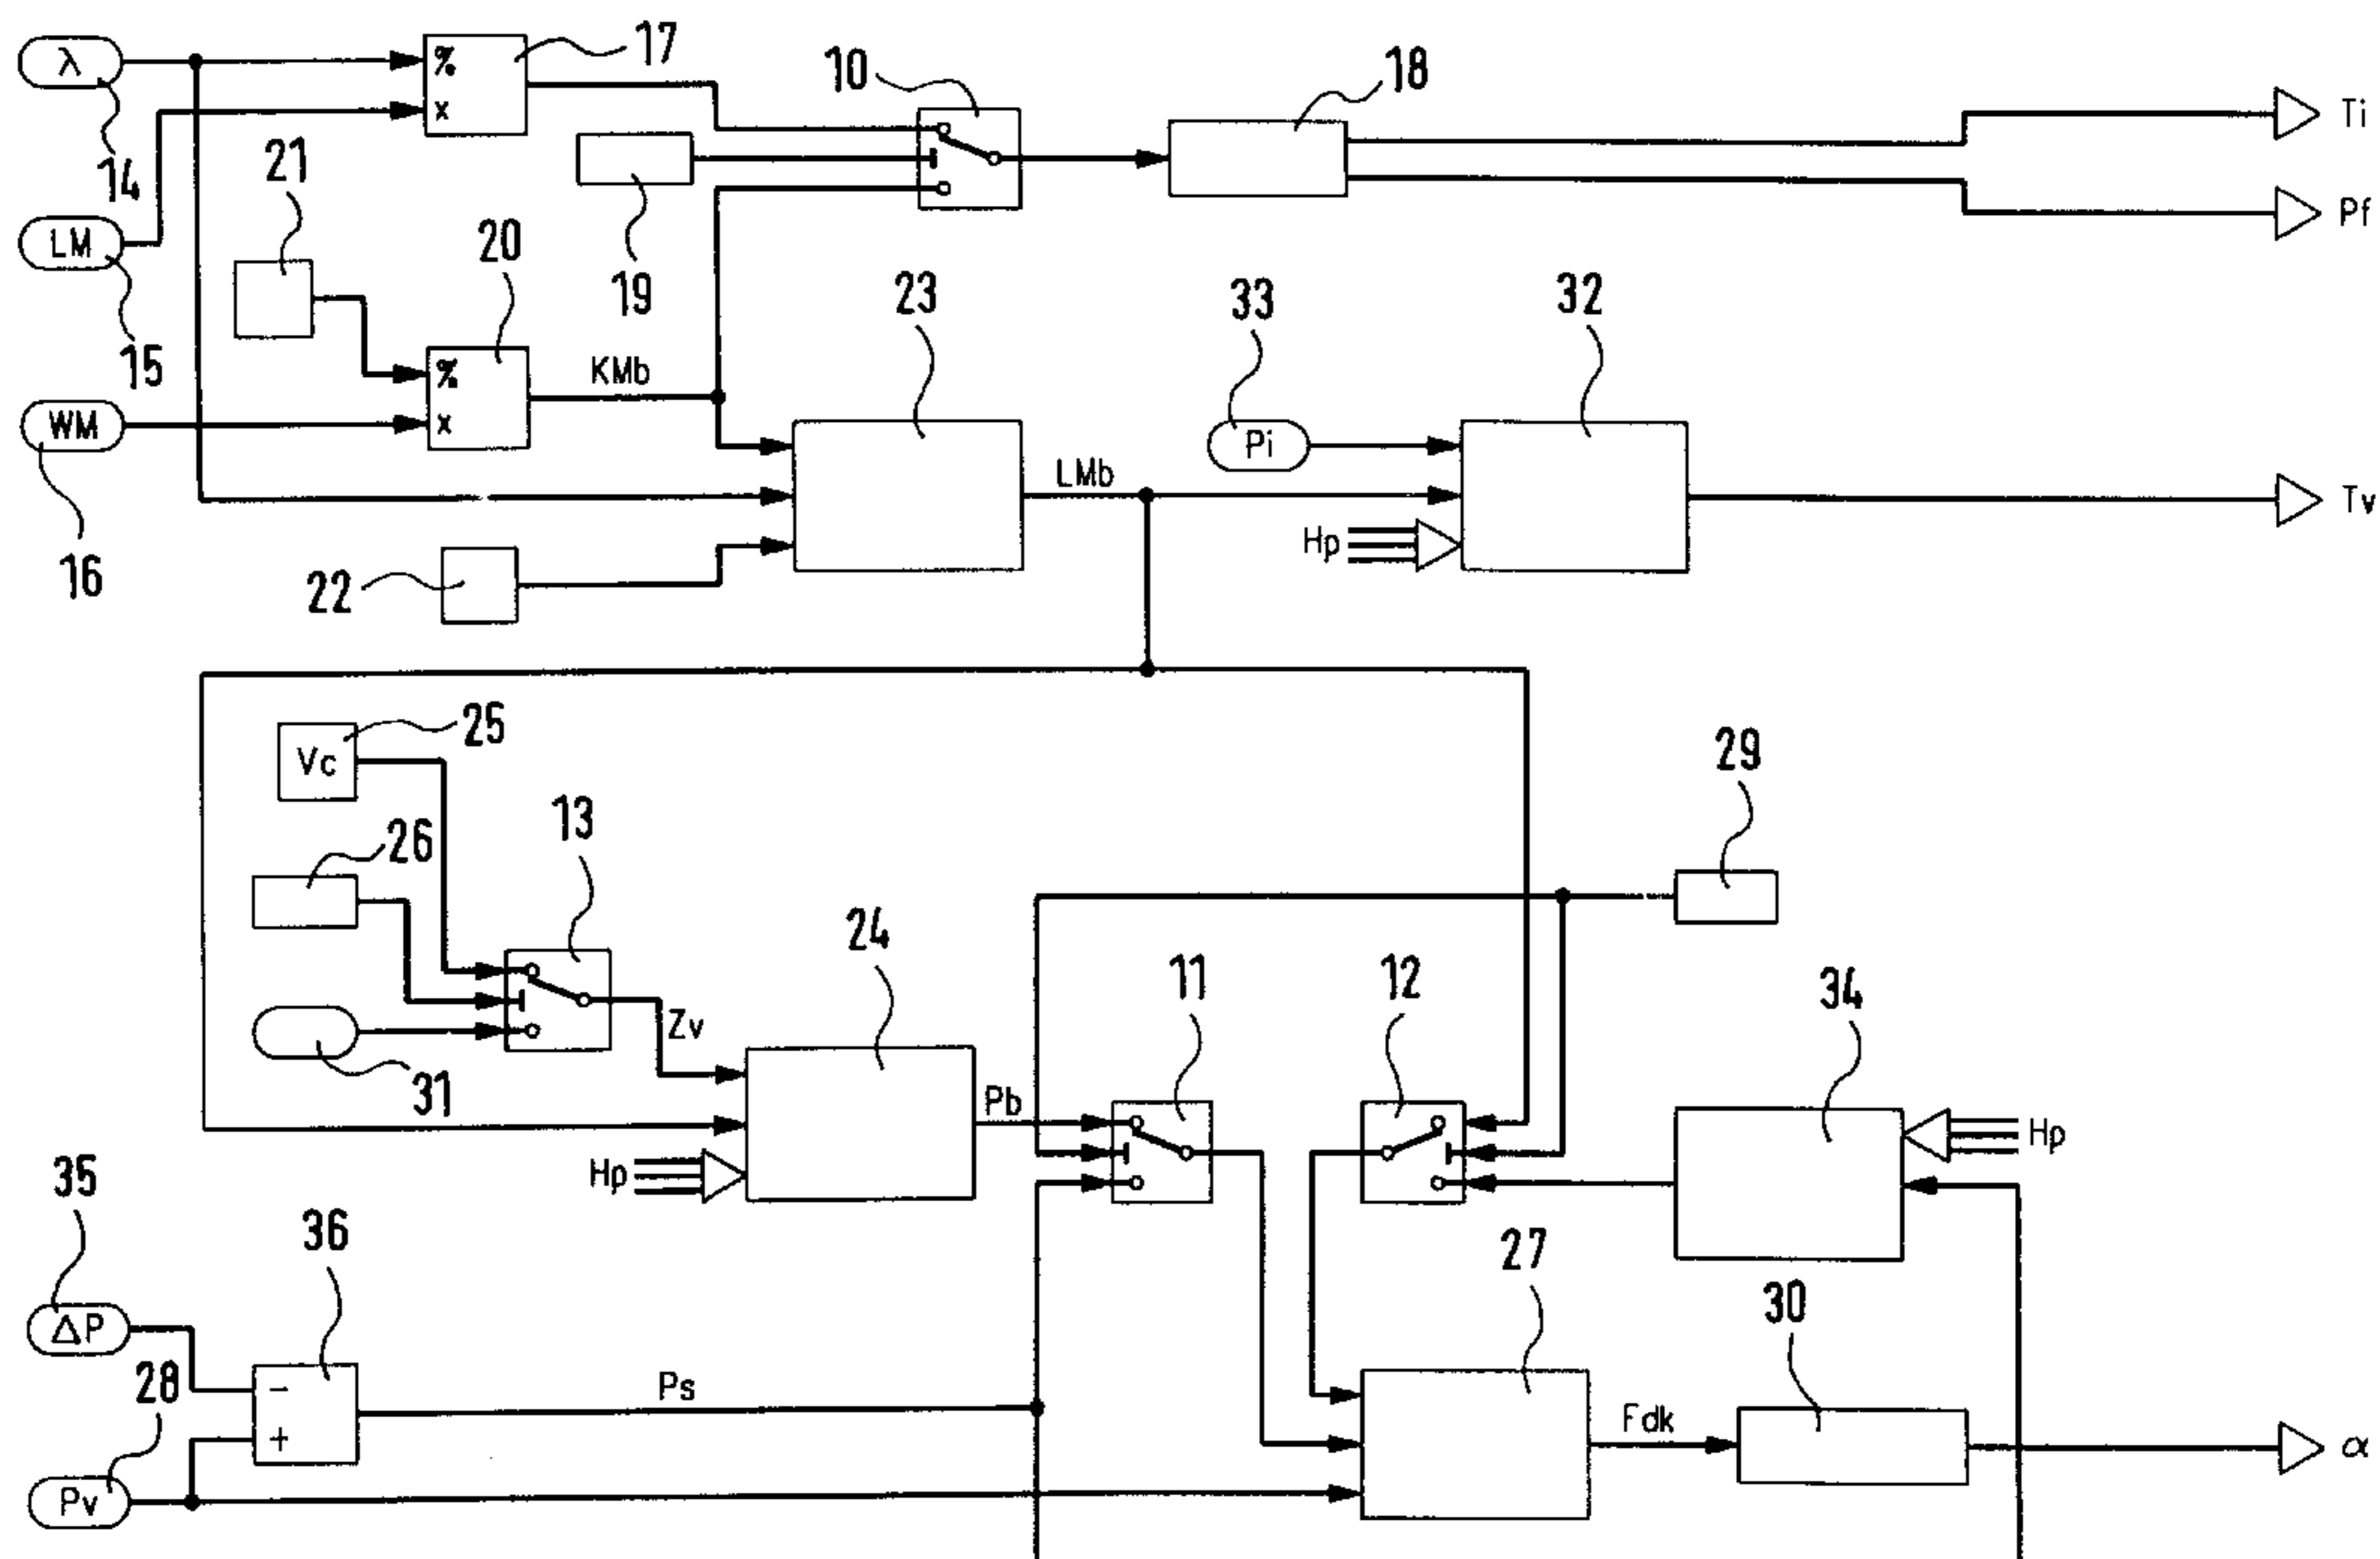 λ
% 17
10
18
x
Ti
14
21
19
Pf
LM
20
23
33
32
15
%
KMb
WM
x
Pi
LMb
16
22
Hp
Tv
25
Vc
29
13
26
24
11
12
34
Zv
31
Pb
Hp
Hp
35
36
27
30
ΔP
28
−
Ps
Fdk
+
α
Pv